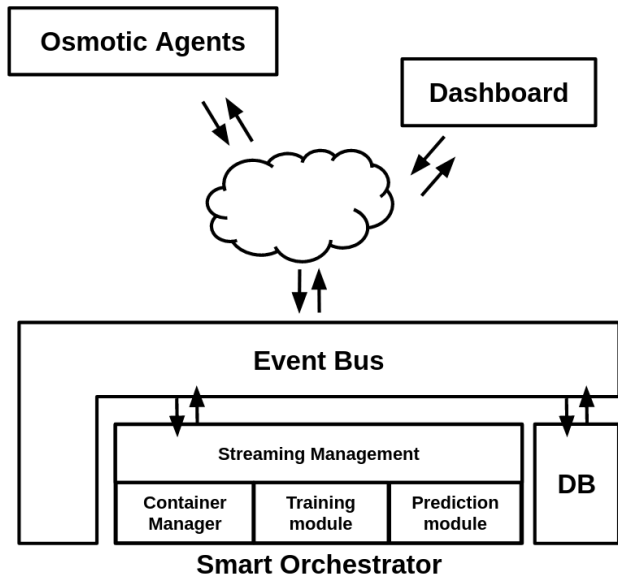 Osmotic Agents
Dashboard
Event Bus
Streaming Management
DB
Container
Manager
Training
module
Prediction
module
Smart Orchestrator